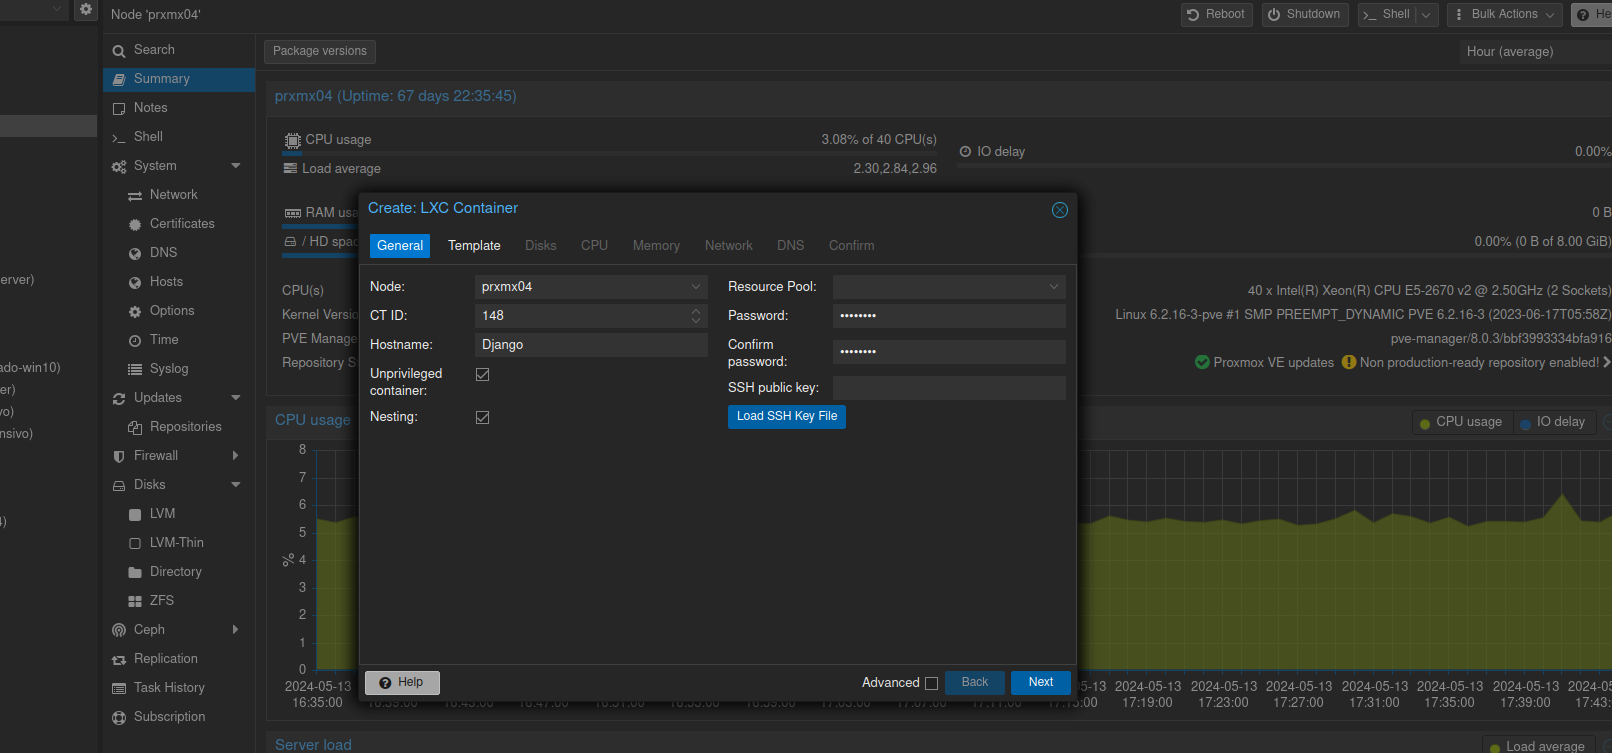 Node 'prxmx04'
Reboot
Shutdown
Shell
Bulk Actions
He
Search
Summary
Notes
Shell
System
Network
Certificates
DNS
Hosts
Options
Time
Syslog
Updates
Repositories
Firewall
Disks
LVM
LVM-Thin
Directory
ZFS
Ceph
Replication
Task History
Subscription
erver)
ado-win10)
er)
vo)
nsivo)
Package versions
Hour (average)
prxmx04 (Uptime: 67 days 22:35:45)
CPU usage
3.08% of 40 CPU(s)
IO delay
0.00%
Load average
2.30,2.84,2.96
RAM usa
0 B
/ HD spac
0.00% (0 B of 8.00 GiB)
CPU(s)
40 x Intel(R) Xeon(R) CPU E5-2670 v2 @ 2.50GHz (2 Sockets)
Kernel Versio
Linux 6.2.16-3-pve #1 SMP PREEMPT_DYNAMIC PVE 6.2.16-3 (2023-06-17T05:58Z)
PVE Manage
pve-manager/8.0.3/bbf3993334bfa916
Repository S
Proxmox VE updates
Non production-ready repository enabled!
Create: LXC Container
General Template Disks CPU Memory Network DNS Confirm
Node: prxmx04
CT ID: 148
Hostname: Django
Unprivileged
container:
Nesting:
Resource Pool:
Password: ••••••••
Confirm
password: ••••••••
SSH public key:
Load SSH Key File
Help
Advanced
Back
Next
CPU usage
CPU usage
IO delay
8
7
6
5
%
4
3
2
1
0
2024-05-13
16:35:00
5-13
2024-05-13
17:19:00
2024-05-13
17:23:00
2024-05-13
17:27:00
2024-05-13
17:31:00
2024-05-13
17:35:00
2024-05-13
17:39:00
2024-05
17:43:
Server load
Load average